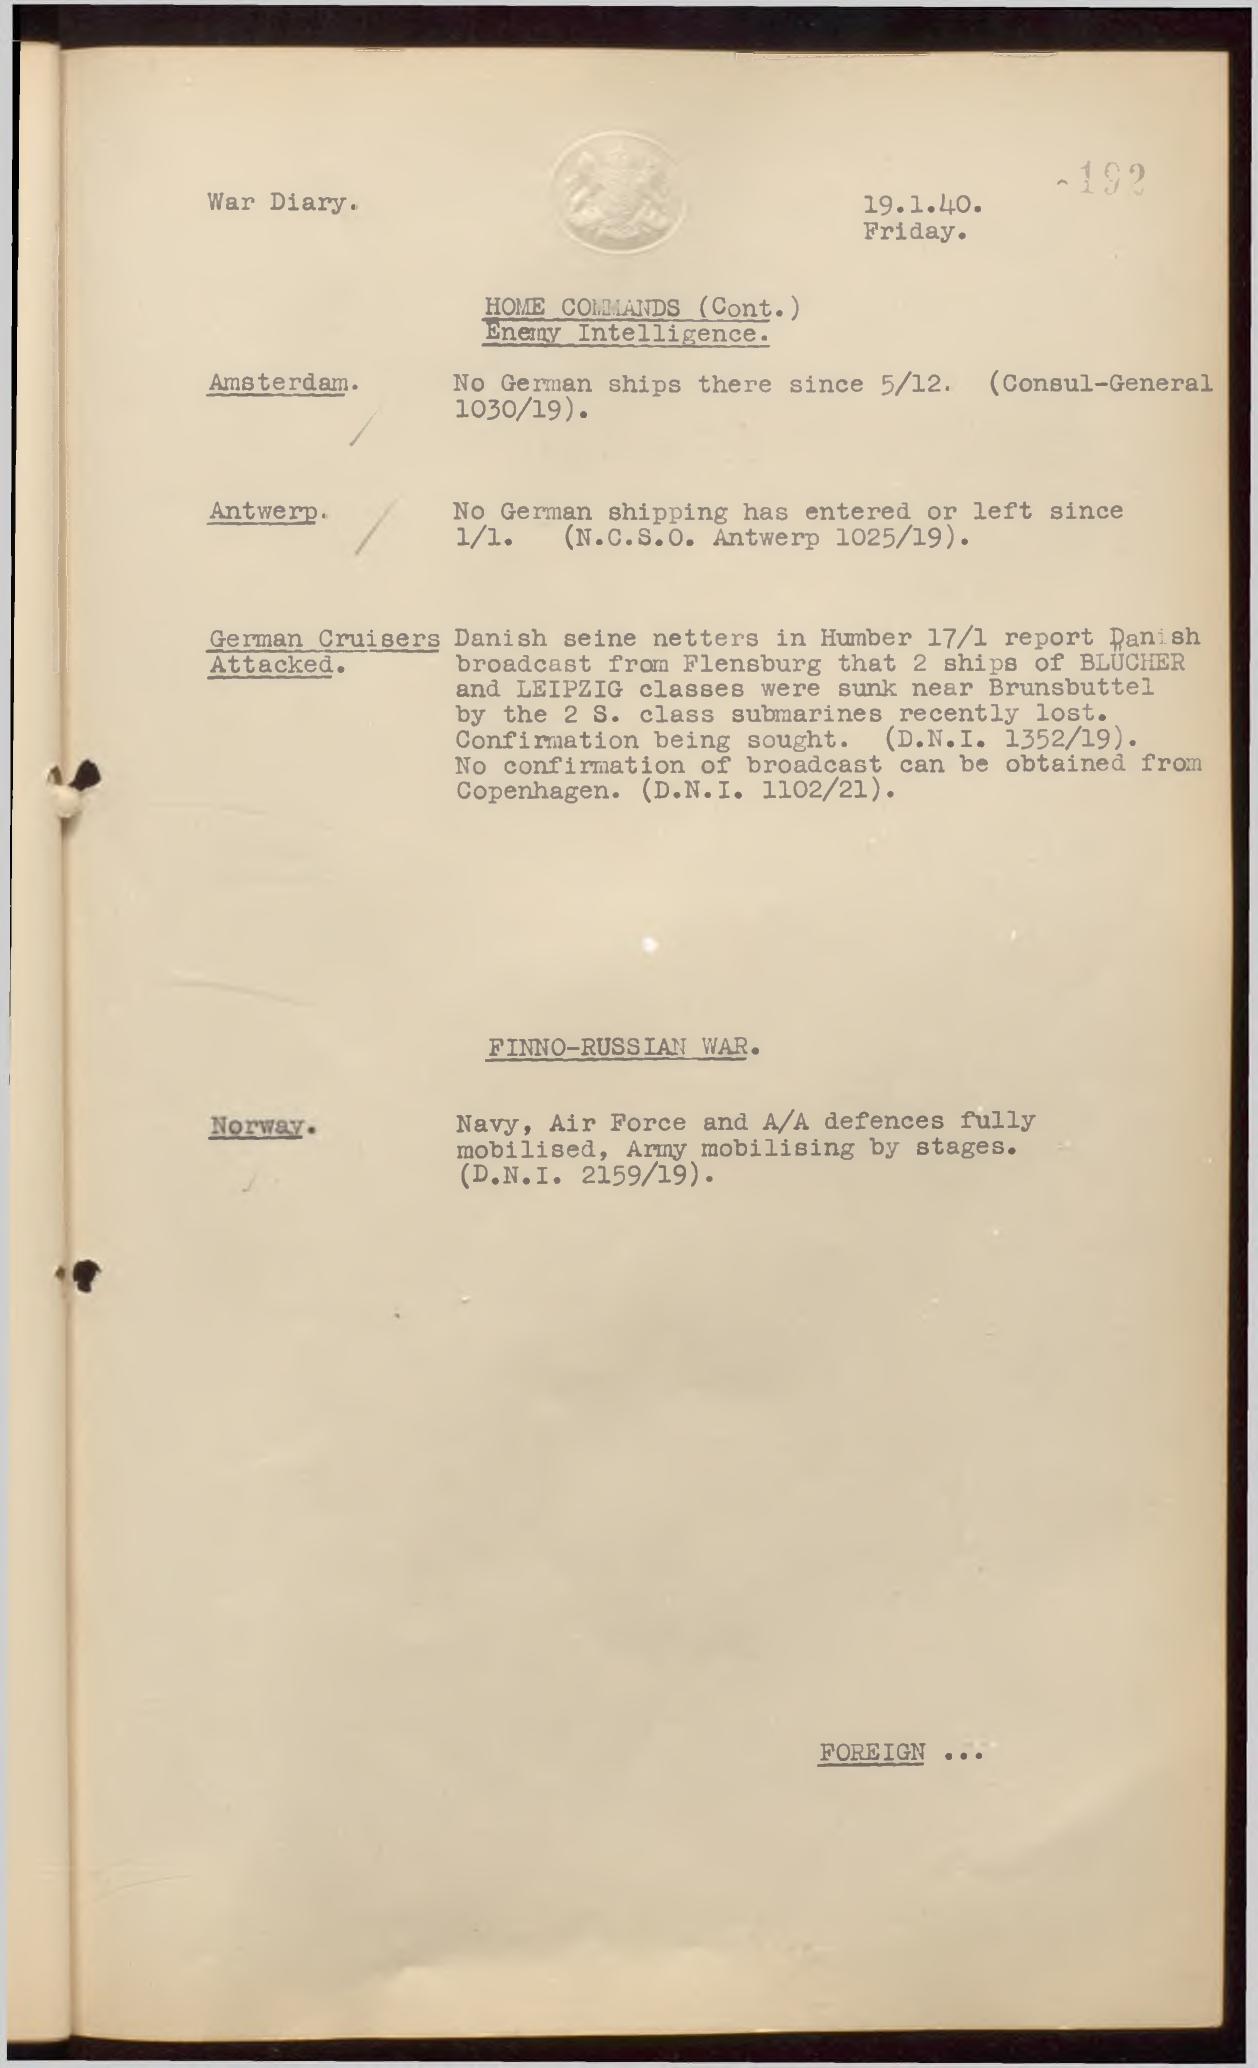 -192
War Diary.
19.1.40.
Friday.
HOME COMMANDS (Cont.)
Enemy Intelligence.
Amsterdam. No German ships there since 5/12. (Consul-General
1030/19).
Antwerp. No German shipping has entered or left since
1/1. (N.C.S.O. Antwerp 1025/19).
German Cruisers Danish seine netters in Humber 17/1 report Danish
Attacked. broadcast from Flensburg that 2 ships of BLÜCHER
and LEIPZIG classes were sunk near Brunsbuttel
by the 2 S. class submarines recently lost.
Confirmation being sought. (D.N.I. 1352/19).
No confirmation of broadcast can be obtained from
Copenhagen. (D.N.I. 1102/21).
FINNO-RUSSIAN WAR.
Norway. Navy, Air Force and A/A defences fully
mobilised, Army mobilising by stages.
(D.N.I. 2159/19).
FOREIGN ...